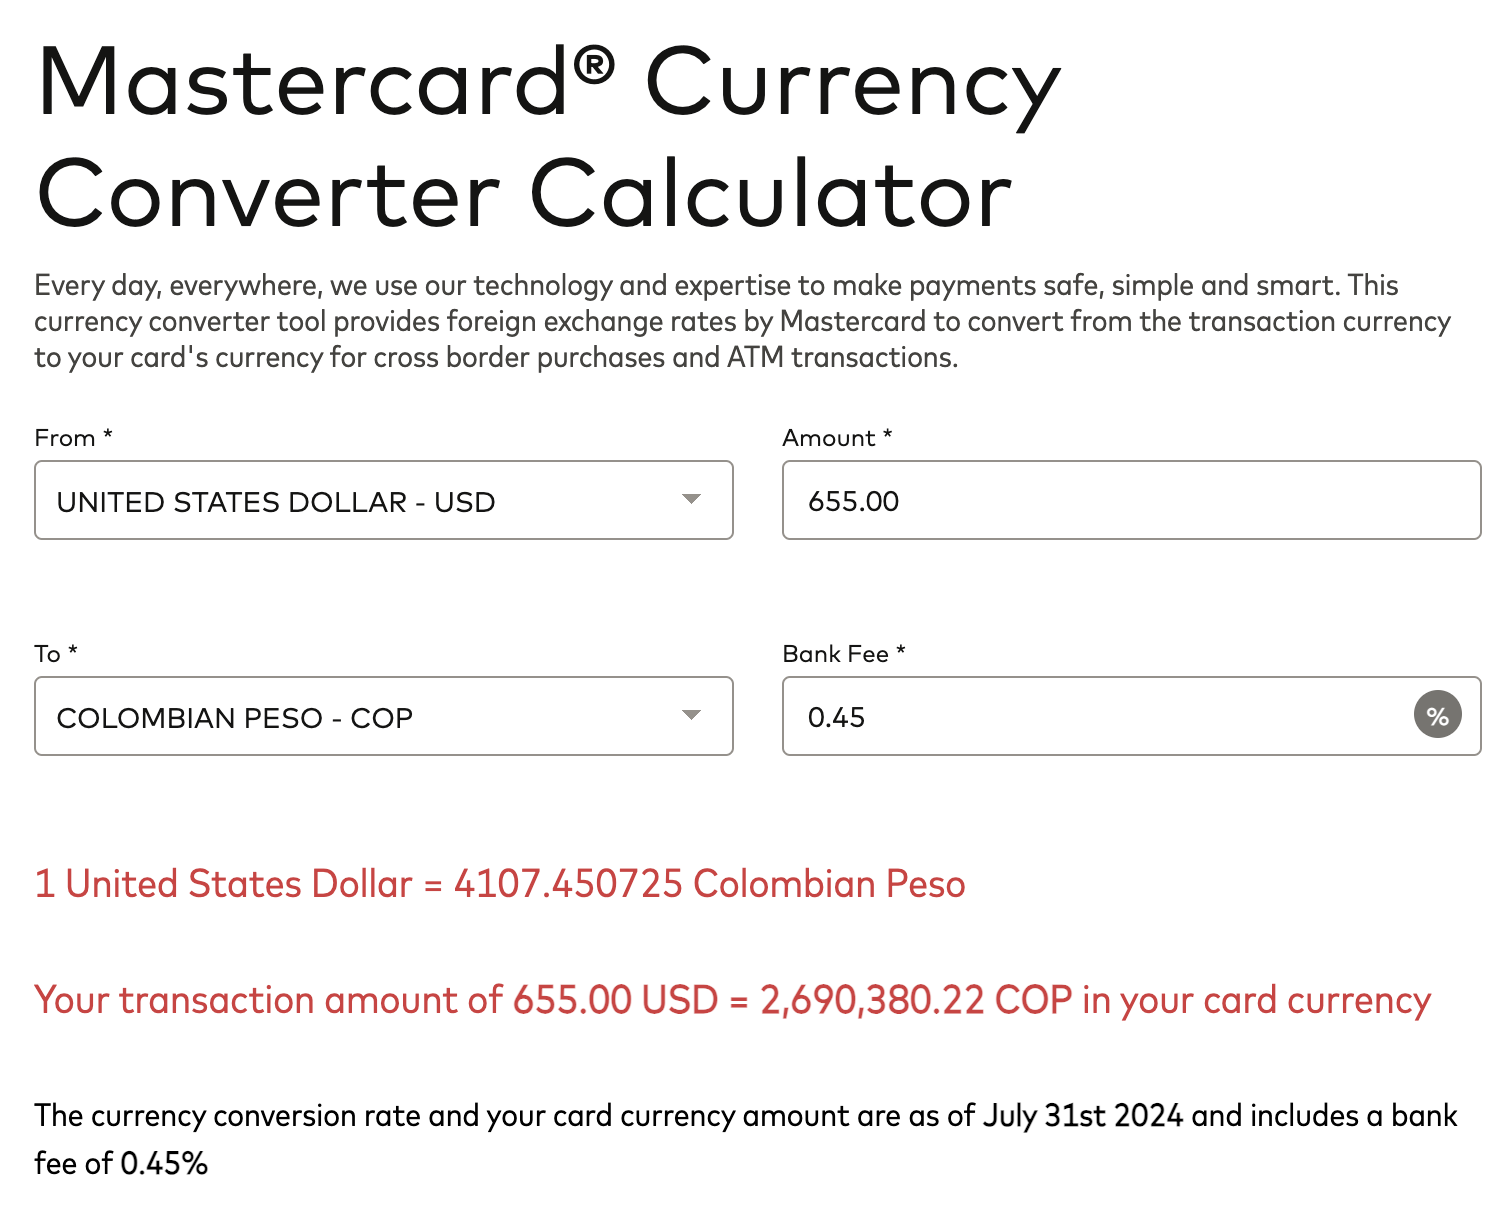 Mastercard® Currency
Converter Calculator
Every day, everywhere, we use our technology and expertise to make payments safe, simple and smart. This
currency converter tool provides foreign exchange rates by Mastercard to convert from the transaction currency
to your card's currency for cross border purchases and ATM transactions.
From *
UNITED STATES DOLLAR - USD
Amount *
655.00
To *
COLOMBIAN PESO - COP
Bank Fee *
0.45 %
1 United States Dollar = 4107.450725 Colombian Peso
Your transaction amount of 655.00 USD = 2,690,380.22 COP in your card currency
The currency conversion rate and your card currency amount are as of July 31st 2024 and includes a bank
fee of 0.45%